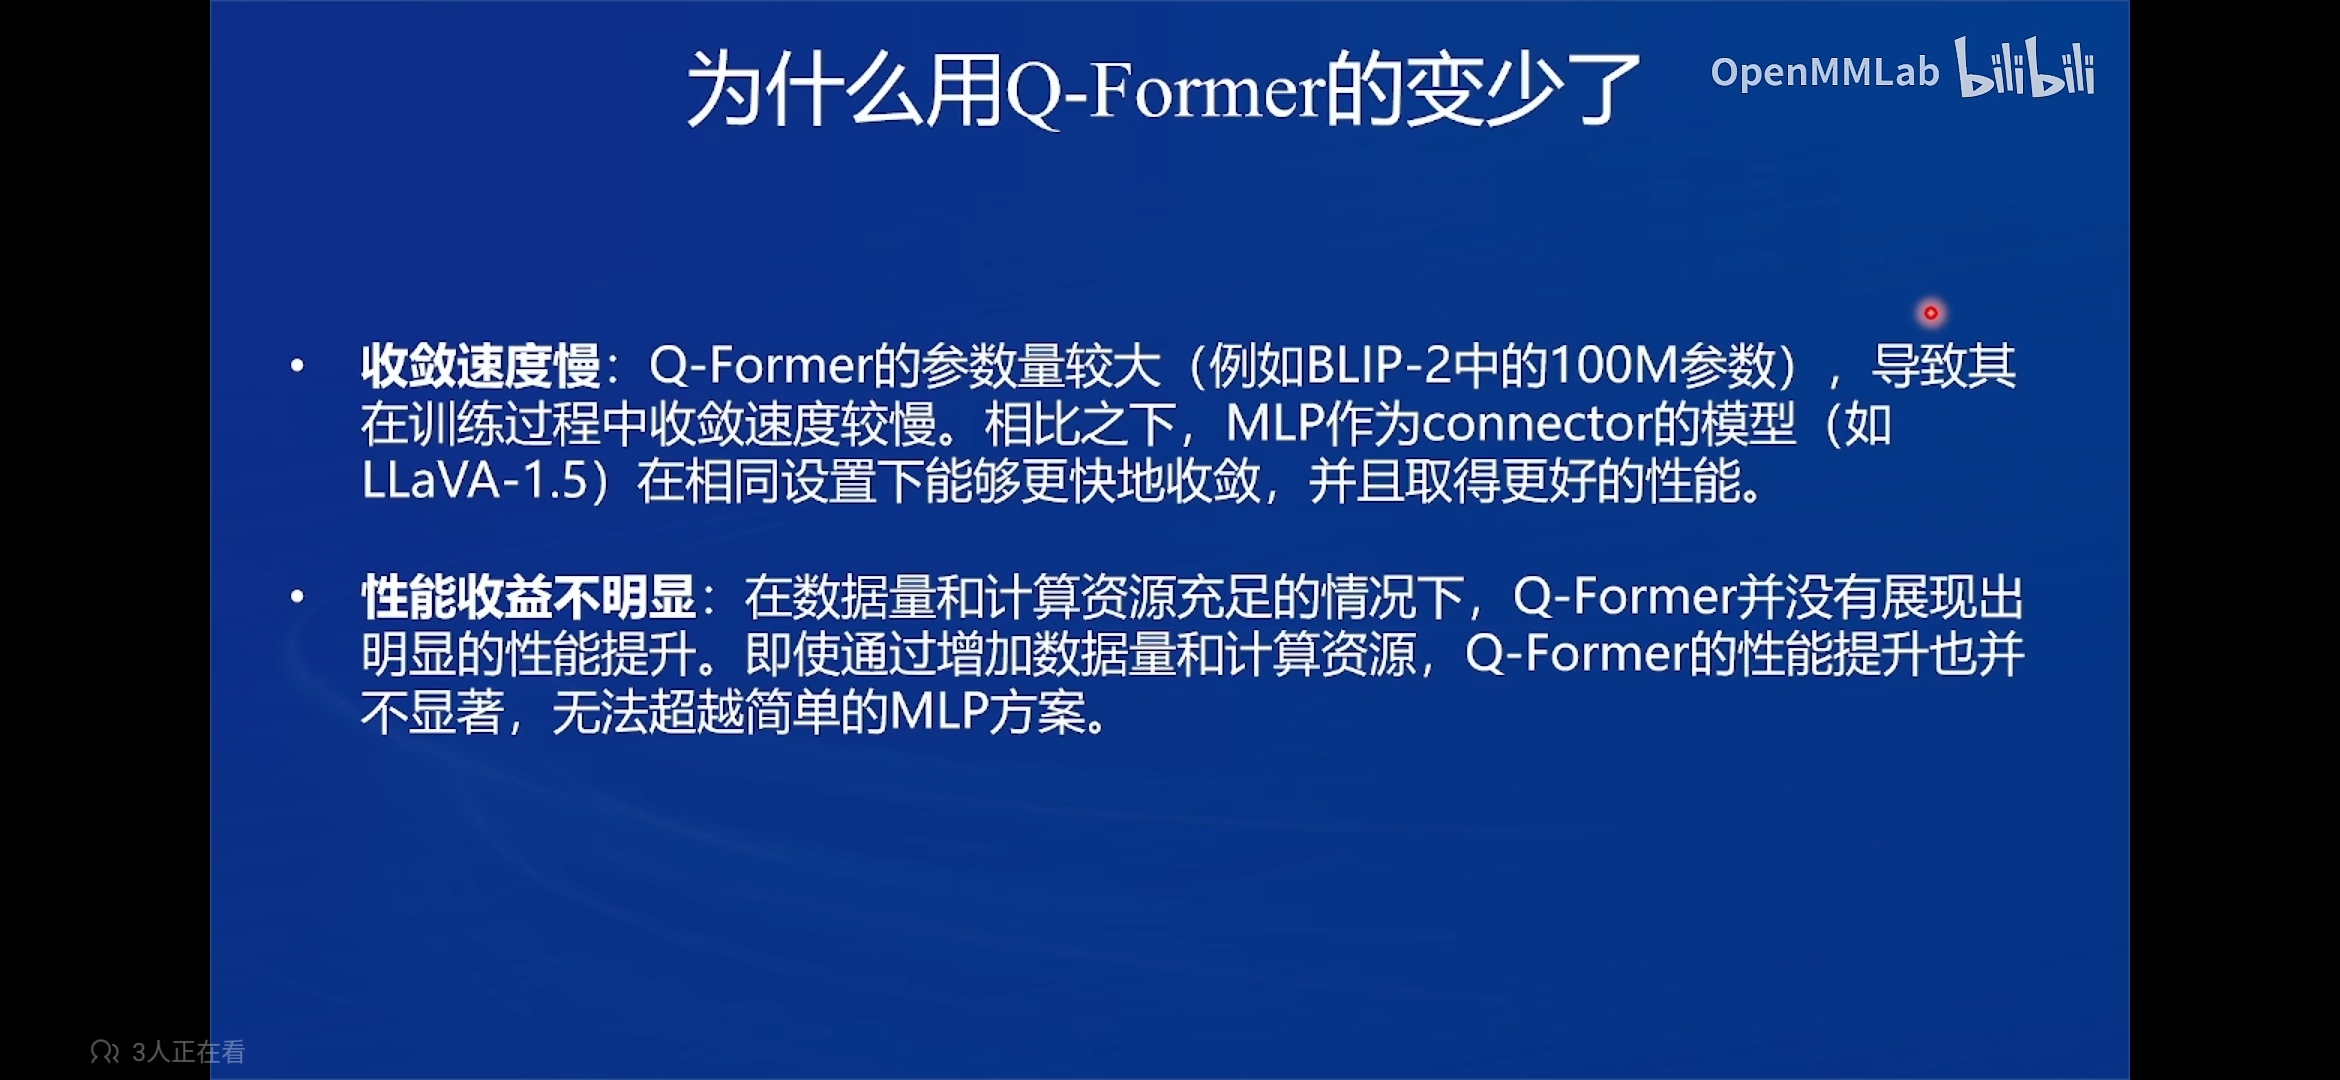 为什么用Q-Former的变少了
OpenMMLab bilibili
• 收敛速度慢：Q-Former的参数量较大（例如BLIP-2中的100M参数），导致其
在训练过程中收敛速度较慢。相比之下，MLP作为connector的模型（如
LLaVA-1.5）在相同设置下能够更快地收敛，并且取得更好的性能。
• 性能收益不明显：在数据量和计算资源充足的情况下，Q-Former并没有展现出
明显的性能提升。即使通过增加数据量和计算资源，Q-Former的性能提升也并
不显著，无法超越简单的MLP方案。
3人正在看